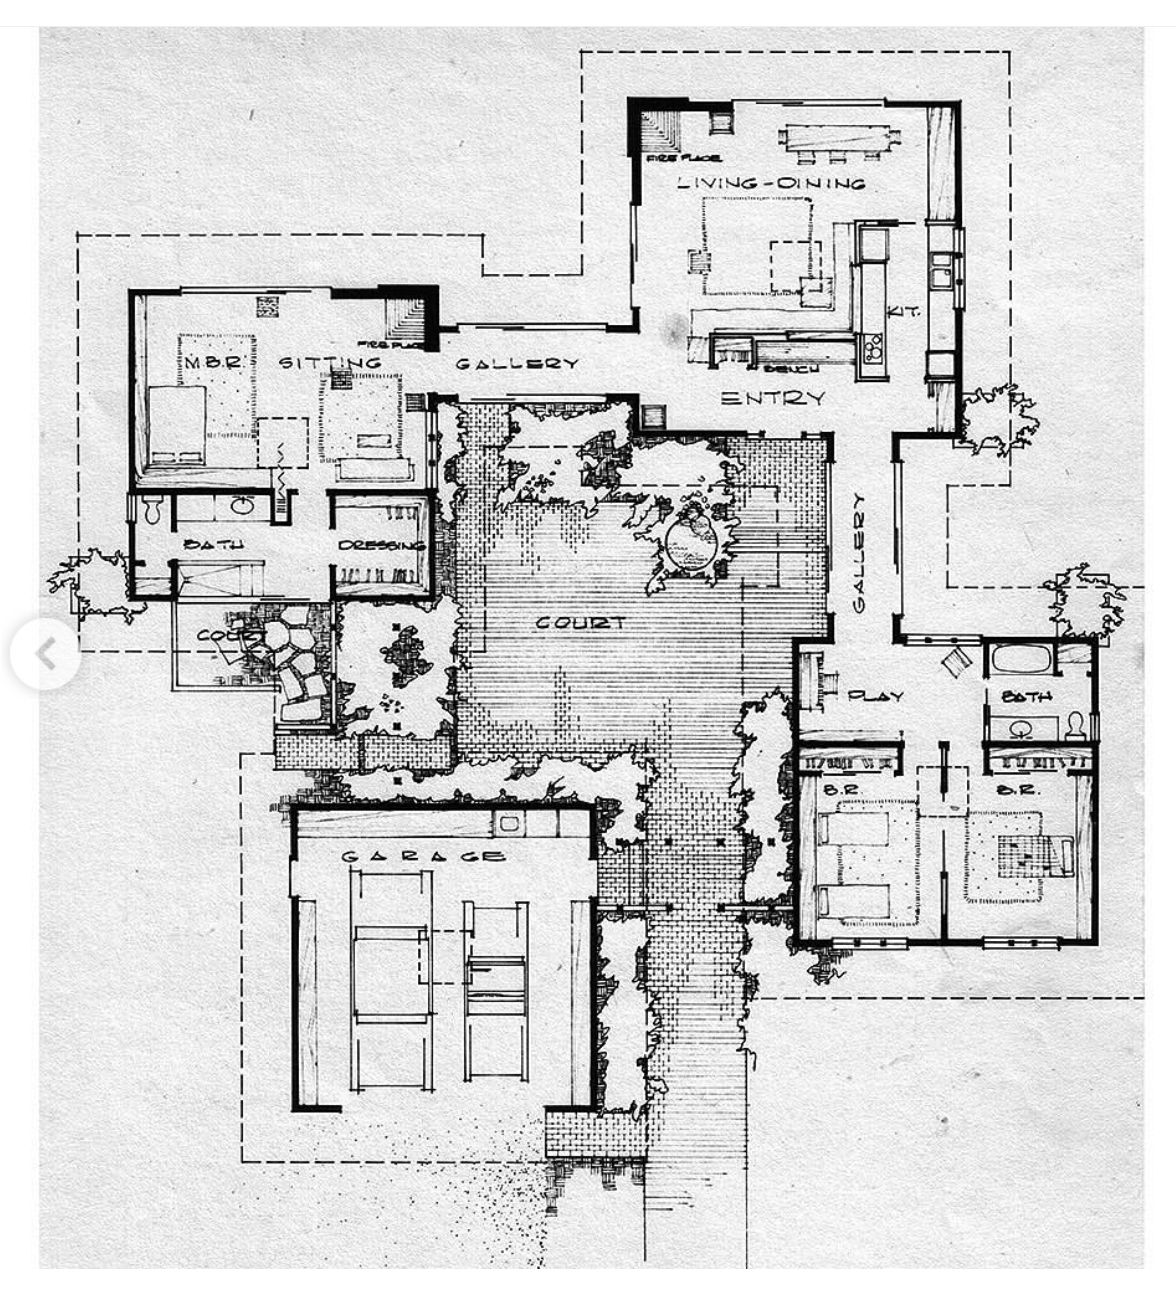 FIRE PLACE
LIVING-DINING
KIT.
FIRE PLACE
M.B.R. SITTING
GALLERY
BENCH
ENTRY
BATH
DRESSING
GALLERY
COURT
COURT
PLAY
BATH
B.R.
B.R.
GARAGE